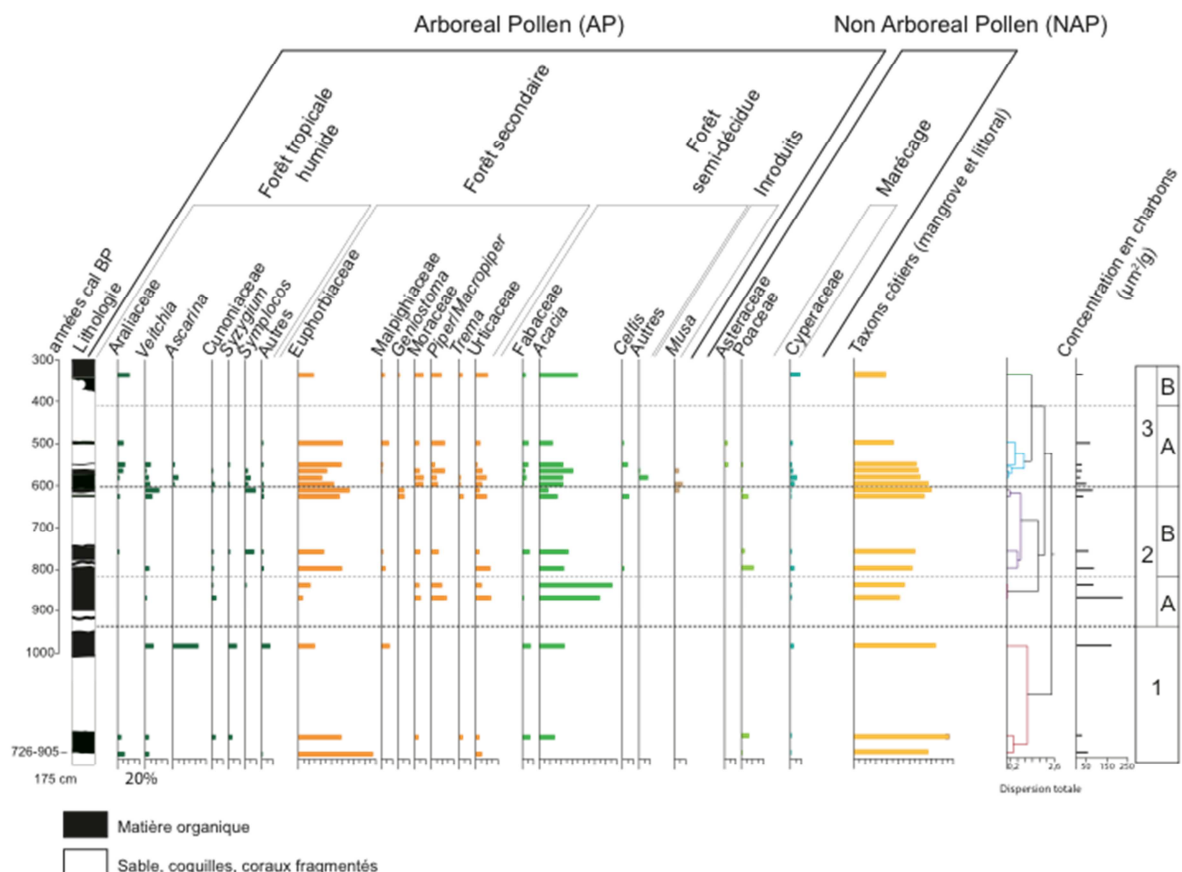 Arboreal Pollen (AP)
Non Arboreal Pollen (NAP)
Forêt tropicale
humide
Forêt secondaire
Forêt
semi-décidue
Inroduits
Marécage
Taxons côtiers (mangrove et littoral)
Concentration en charbons
(µm²/g)
années cal BP
Lithologie
Araliaceae
Veitchia
Ascarina
Cunoniaceae
Syzygium
Symplocos
Autres
Euphorbiaceae
Malpighiaceae
Geniostoma
Moraceae
Piper/Macropiper
Trema
Urticaceae
Fabaceae
Acacia
Celtis
Autres
Musa
Asteraceae
Poaceae
Cyperaceae
300
400
500
600
700
800
900
1000
726-905
175 cm
20%
B
3
A
B
2
A
1
0,2
2,6
50 150 250
Dispersion totale
Matière organique
Sable, coquilles, coraux fragmentés